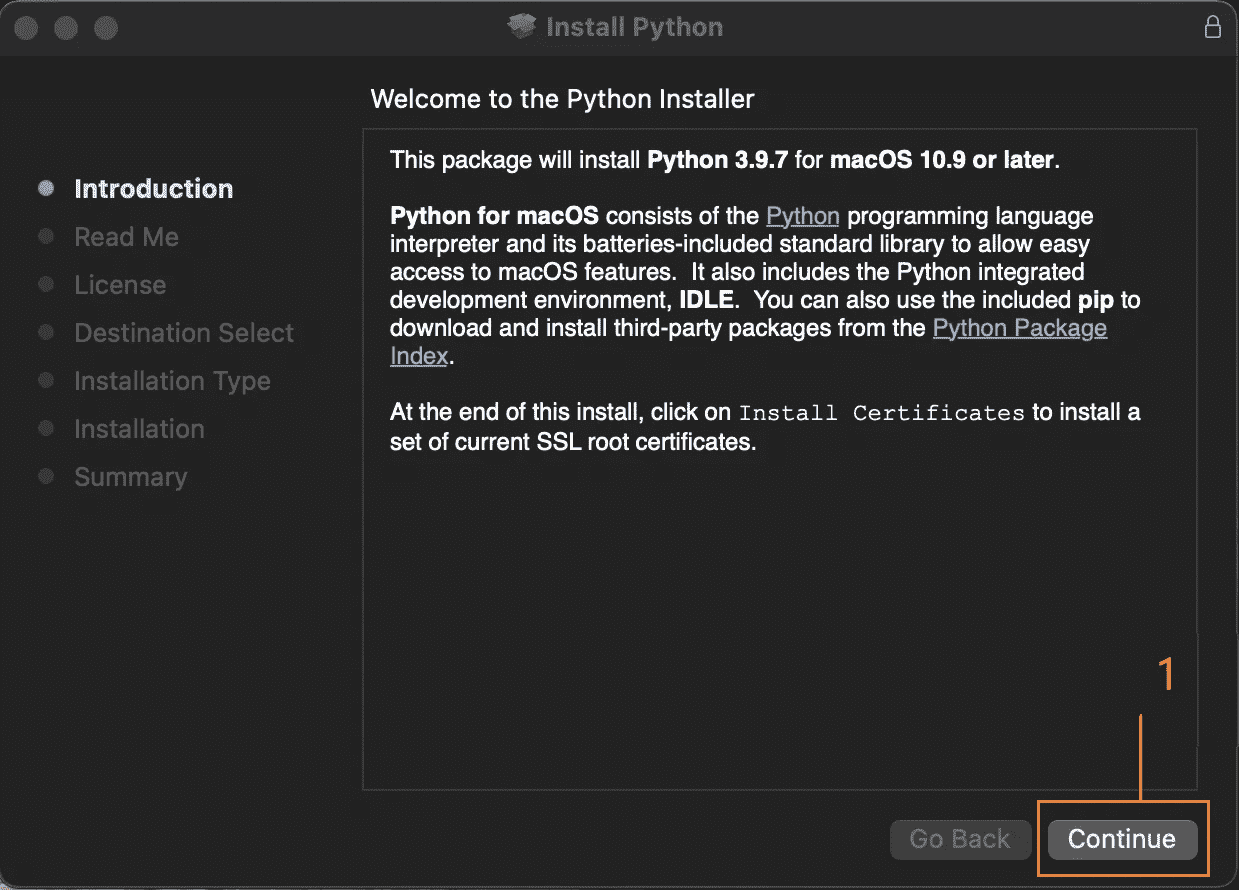 Install Python
Welcome to the Python Installer
Introduction
Read Me
License
Destination Select
Installation Type
Installation
Summary
This package will install Python 3.9.7 for macOS 10.9 or later.
Python for macOS consists of the Python programming language
interpreter and its batteries-included standard library to allow easy
access to macOS features.  It also includes the Python integrated
development environment, IDLE.  You can also use the included pip to
download and install third-party packages from the Python Package
Index.
At the end of this install, click on Install Certificates to install a
set of current SSL root certificates.
1
Go Back
Continue